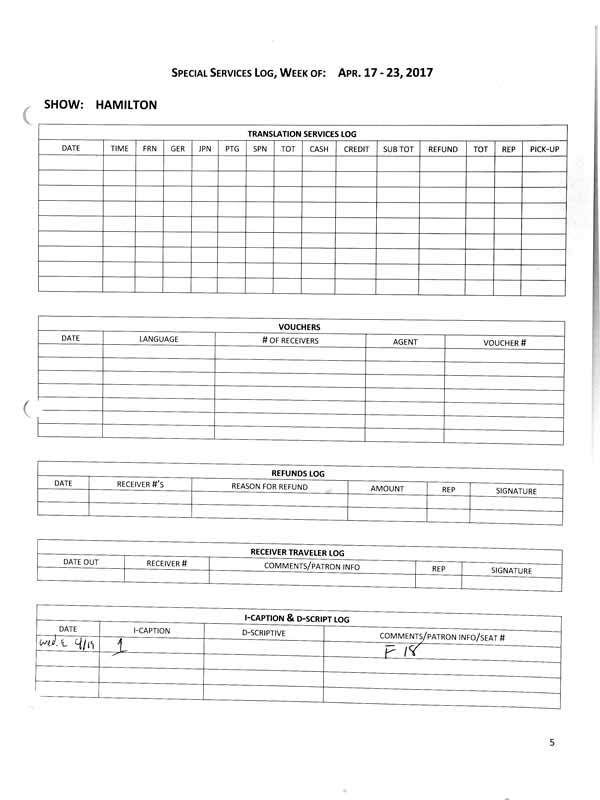 SPECIAL SERVICES LOG, WEEK OF: APR. 17 - 23, 2017
SHOW: HAMILTON
TRANSLATION SERVICES LOG
DATE TIME FRN GER JPN PTG SPN TOT CASH CREDIT SUB TOT REFUND TOT REP PICK-UP
VOUCHERS
DATE LANGUAGE # OF RECEIVERS AGENT VOUCHER #
REFUNDS LOG
DATE RECEIVER #'S REASON FOR REFUND AMOUNT REP SIGNATURE
RECEIVER TRAVELER LOG
DATE OUT RECEIVER # COMMENTS/PATRON INFO REP SIGNATURE
I-CAPTION & D-SCRIPT LOG
DATE I-CAPTION D-SCRIPTIVE COMMENTS/PATRON INFO/SEAT #
wed. E 4/19 1 F 18
5